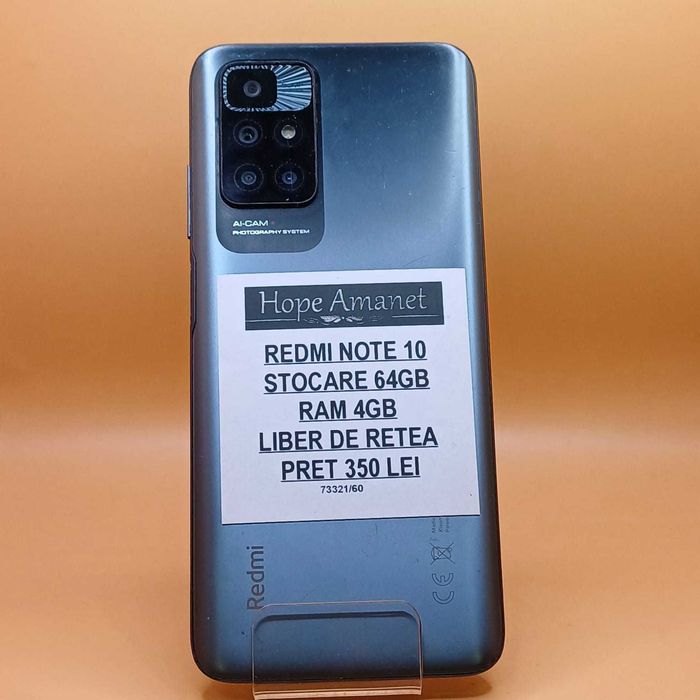 AI-CAM
PHOTOGRAPHY SYSTEM
Hope Amanet
REDMI NOTE 10
STOCARE 64GB
RAM 4GB
LIBER DE RETEA
PRET 350 LEI
73321/60
Redmi
CE